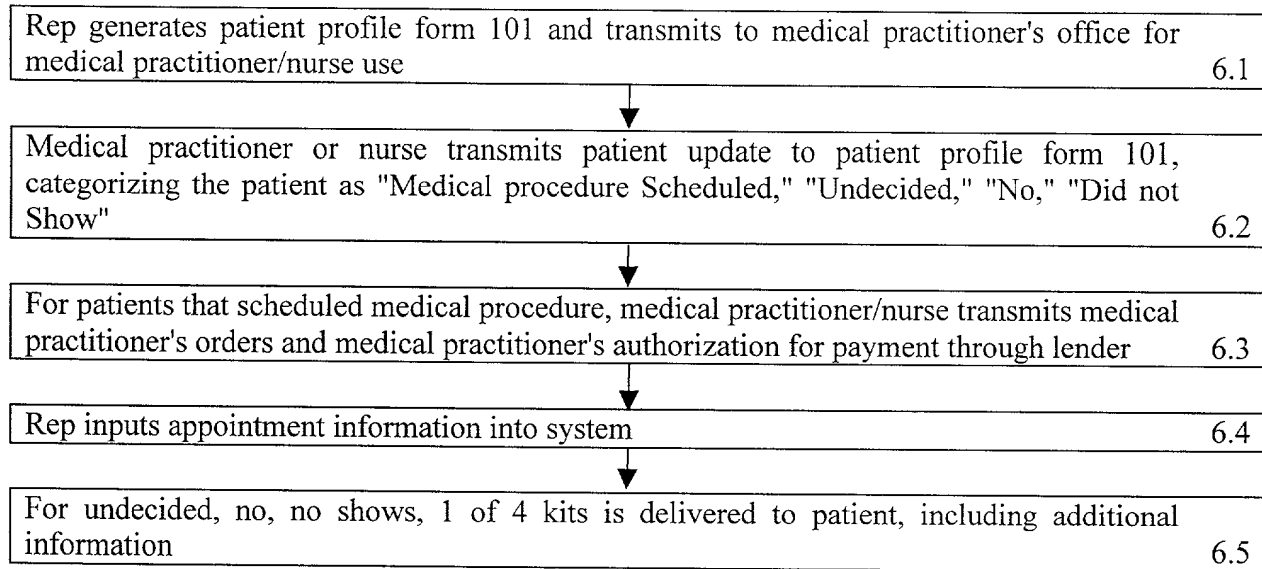 Rep generates patient profile form 101 and transmits to medical practitioner's office for
medical practitioner/nurse use 6.1
Medical practitioner or nurse transmits patient update to patient profile form 101,
categorizing the patient as "Medical procedure Scheduled," "Undecided," "No," "Did not
Show" 6.2
For patients that scheduled medical procedure, medical practitioner/nurse transmits medical
practitioner's orders and medical practitioner's authorization for payment through lender 6.3
Rep inputs appointment information into system 6.4
For undecided, no, no shows, 1 of 4 kits is delivered to patient, including additional
information 6.5